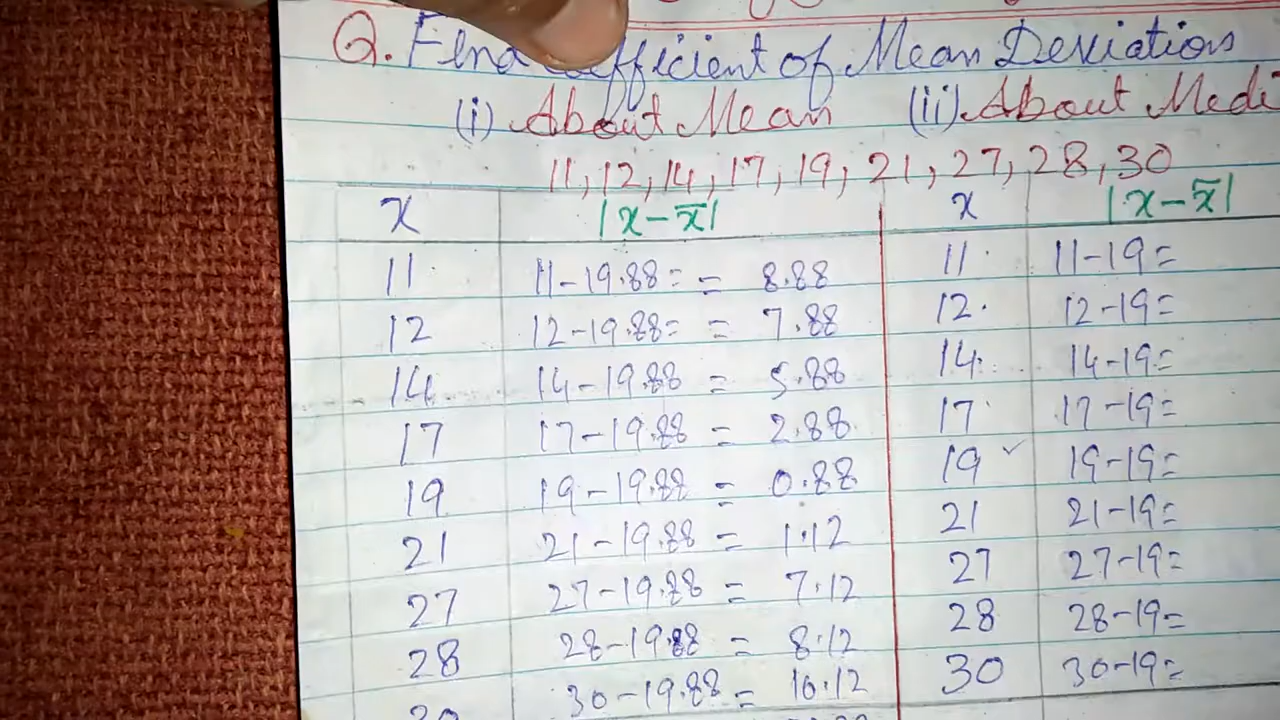 Q. Find Coefficient of Mean Deviations
(i) About Mean (ii) About Medi
11, 12, 14, 17, 19, 21, 27, 28, 30
x |x-x̄| x |x-x̄|
11 11-19.88= = 8.88 11 11-19=
12 12-19.88= = 7.88 12. 12-19=
14 14-19.88 = 5.88 14. 14-19=
17 17-19.88 = 2.88 17 17-19=
19 19-19.88 = 0.88 19 ✓ 19-19=
21 21-19.88 = 1.12 21 21-19=
27 27-19.88 = 7.12 27 27-19=
28 28-19.88 = 8.12 28 28-19=
30 30-19.88 = 10.12 30 30-19=